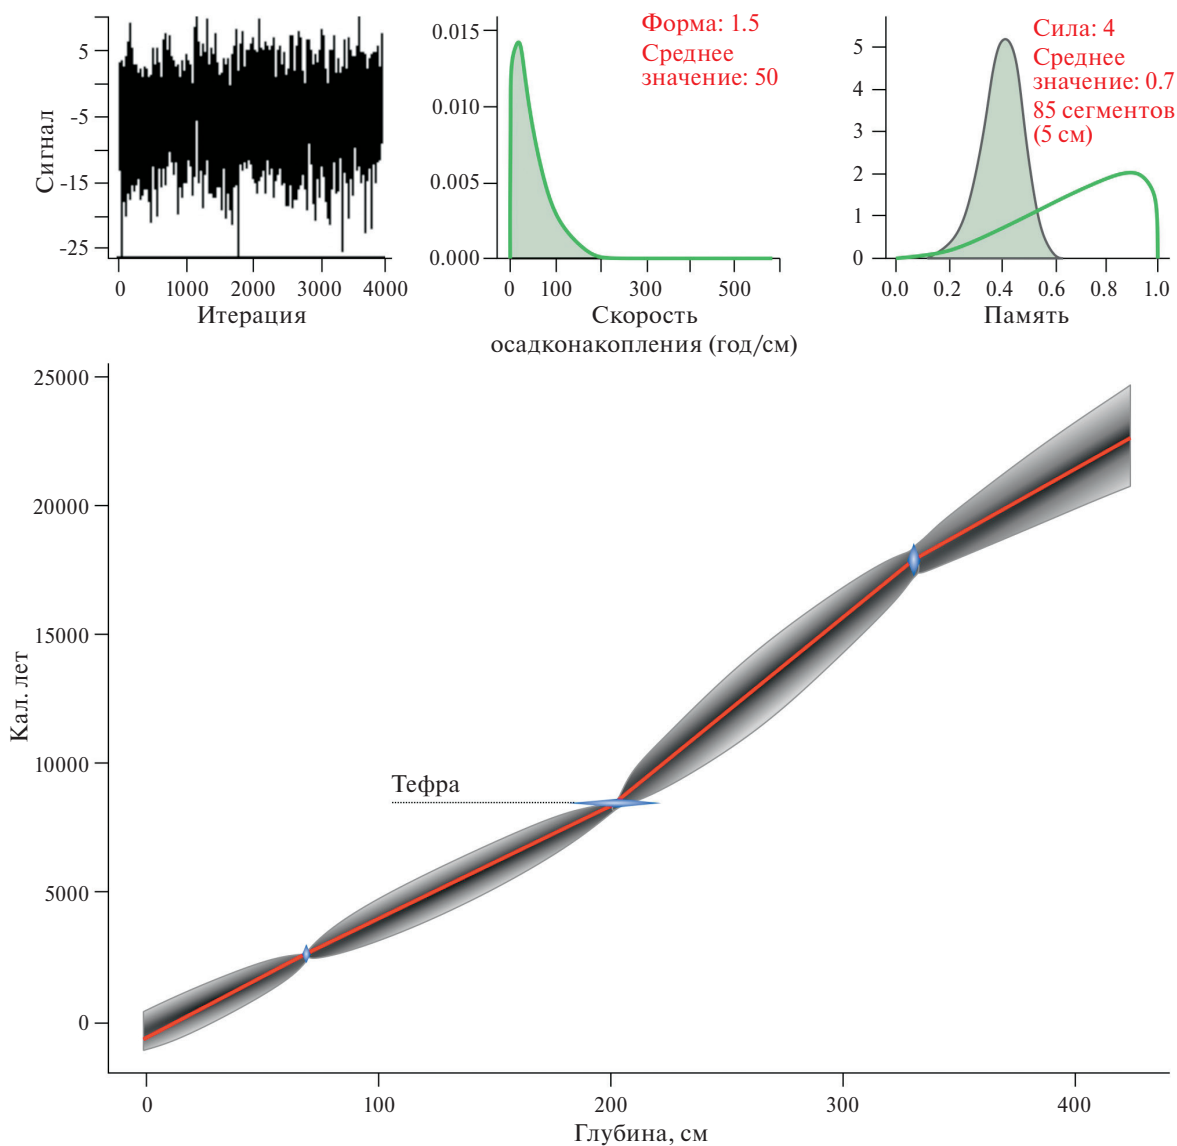 5
-5
-15
-25
Сигнал
0 1000 2000 3000 4000
Итерация
0.015
0.010
0.005
0.000
Форма: 1.5
Среднее
значение: 50
0 100 200 300 400 500
Скорость
осадконакопления (год/см)
5
4
3
2
1
0
Сила: 4
Среднее
значение: 0.7
85 сегментов
(5 см)
0.0 0.2 0.4 0.6 0.8 1.0
Память
25000
20000
15000
10000
5000
0
Кал. лет
Тефра
0 100 200 300 400
Глубина, см